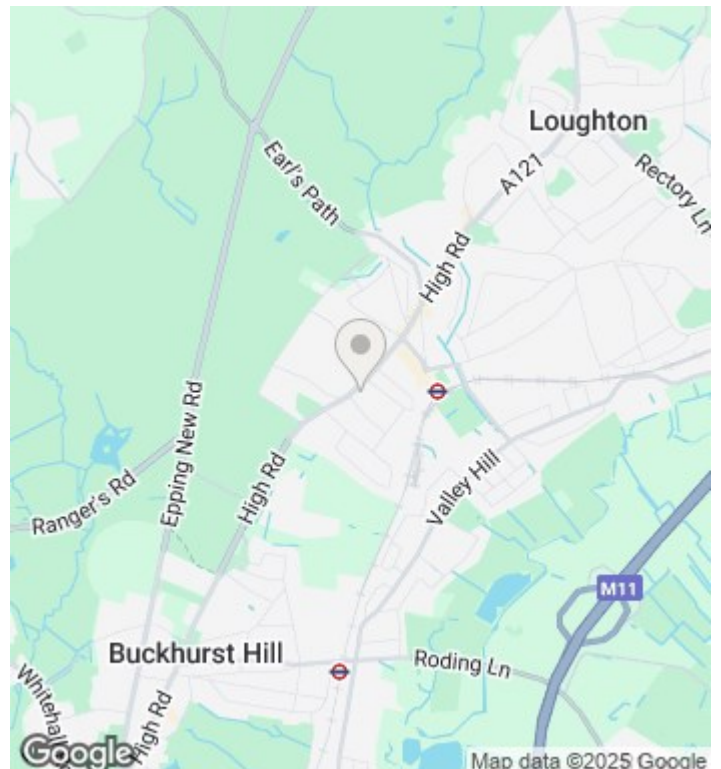 Loughton
Rectory Ln
A121
Earl's Path
High Rd
Epping New Rd
Ranger's Rd
High Rd
Valley Hill
M11
Buckhurst Hill
Roding Ln
High Rd
Google
Map data ©2025 Google